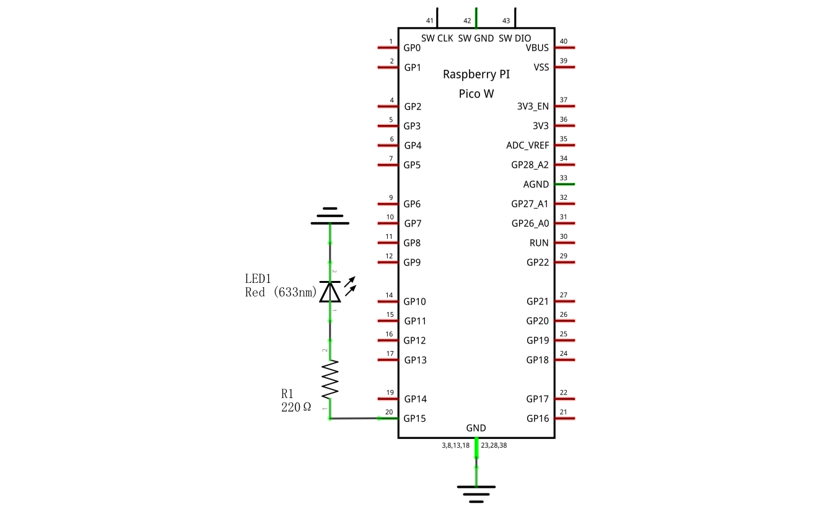 41 42 43
SW CLK SW GND SW DIO
1 GP0 VBUS 40
2 GP1 VSS 39
Raspberry PI
Pico W
4 GP2 3V3_EN 37
5 GP3 3V3 36
6 GP4 ADC_VREF 35
7 GP5 GP28_A2 34
AGND 33
9 GP6 GP27_A1 32
10 GP7 GP26_A0 31
11 GP8 RUN 30
12 GP9 GP22 29
2
LED1
Red (633nm)
14 GP10 GP21 27
1
15 GP11 GP20 26
16 GP12 GP19 25
2
17 GP13 GP18 24
R1
220Ω
19 GP14 GP17 22
1
20 GP15 GP16 21
GND
3,8,13,18 23,28,38